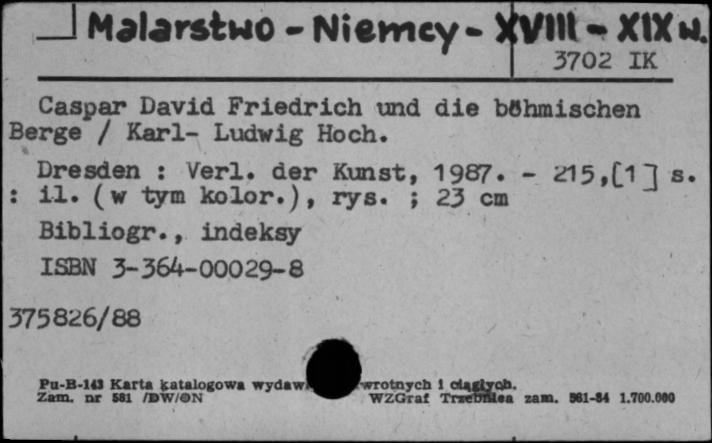 Malarstwo - Niemcy - XVIII - XIX w.
3702 IK
Caspar David Friedrich und die böhmischen
Berge / Karl- Ludwig Hoch.
Dresden : Verl. der Kunst, 1987. - 215,[1] s.
: il. (w tym kolor.), rys. ; 23 cm
Bibliogr., indeksy
ISBN 3-364-00029-8
375826/88
Pu-B-143 Karta katalogowa wydaw wrotnych i ciągłych.
Zam. nr 581 /DW/ON WZGraf Trzebnica zam. 561-84 1.700.000